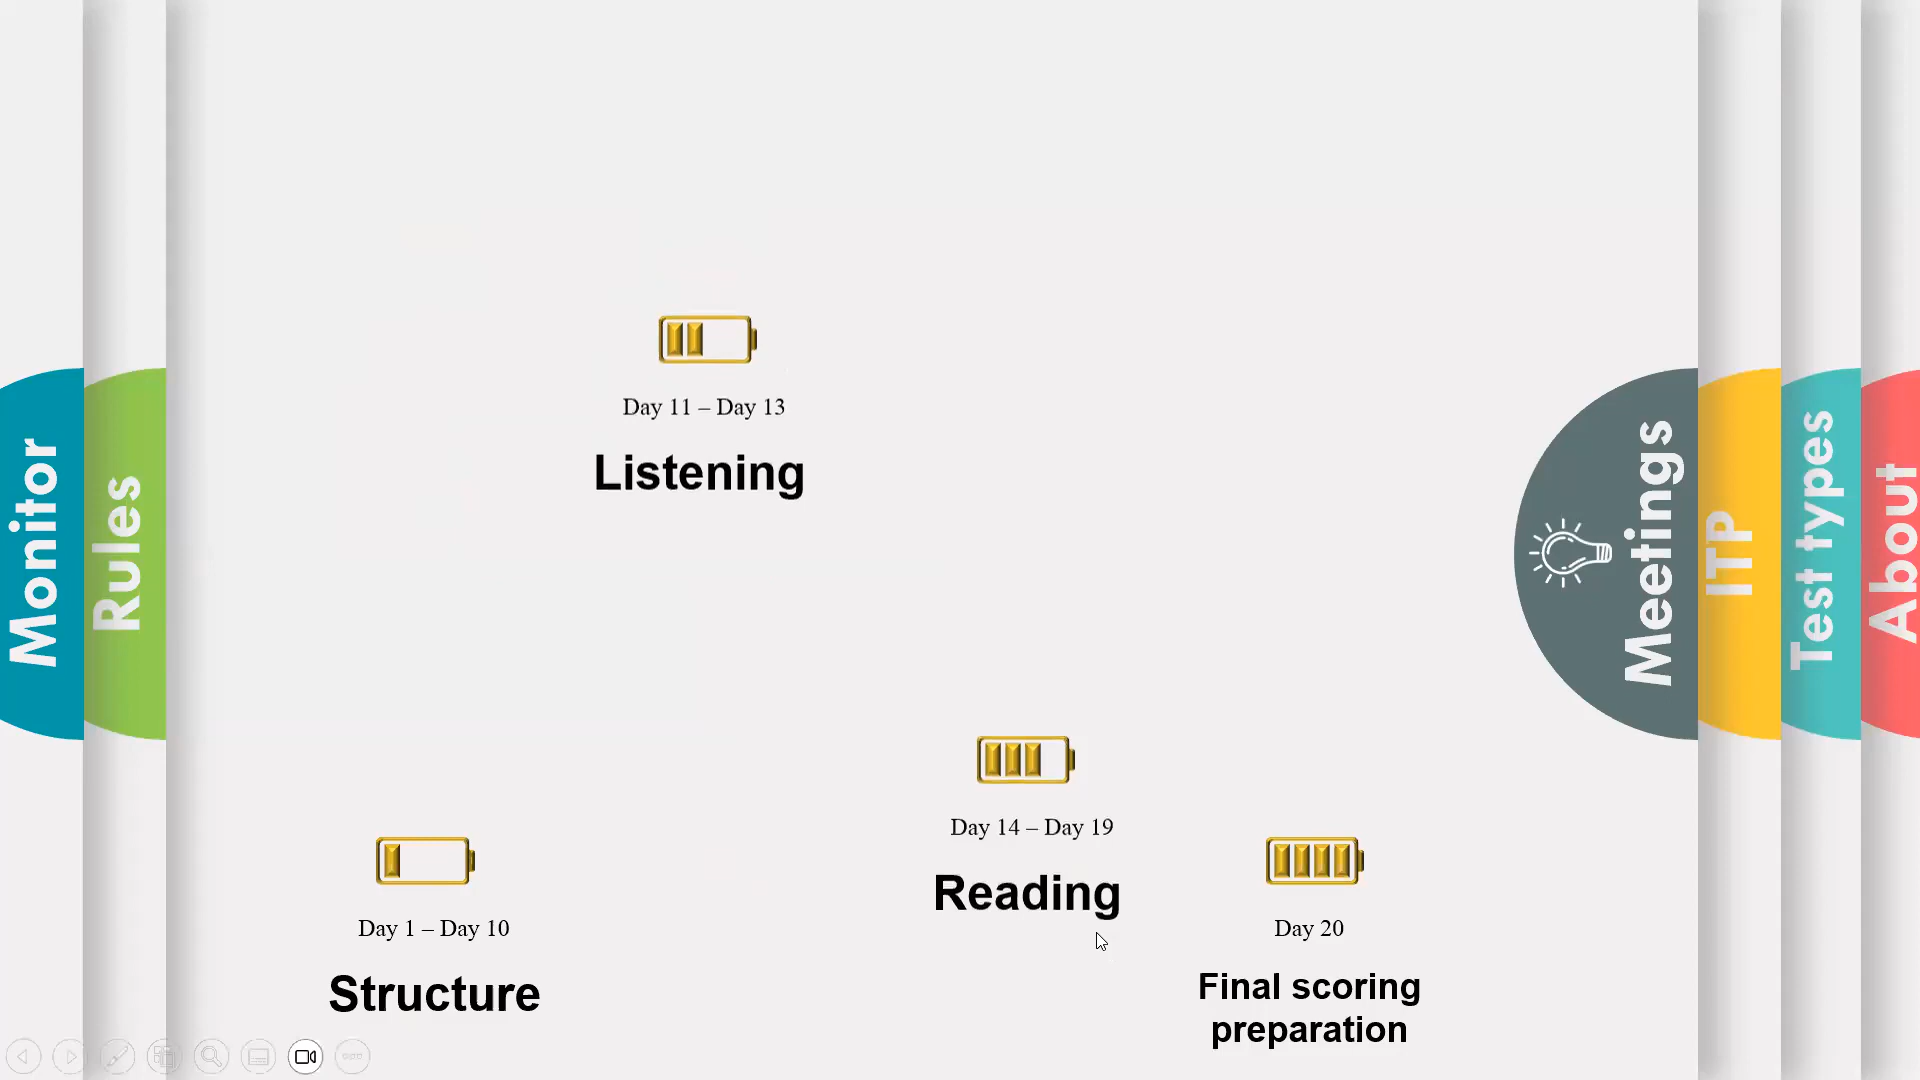 Monitor
Rules
Day 11 – Day 13
Listening
Day 14 – Day 19
Reading
Day 1 – Day 10
Structure
Day 20
Final scoring
preparation
Meetings
ITP
Test types
About